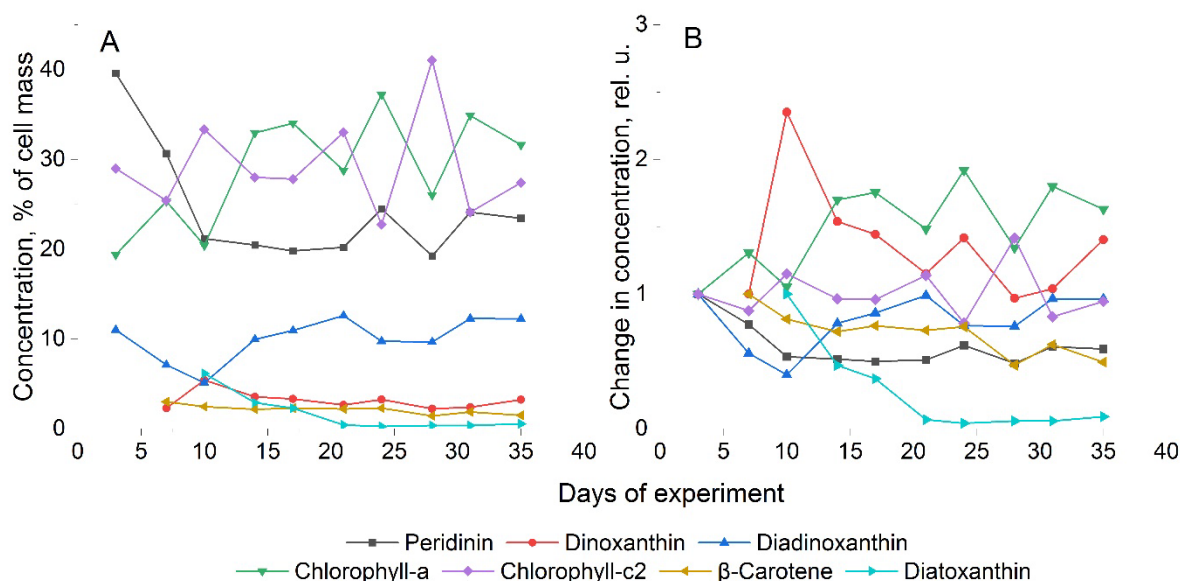 A
B
Concentration, % of cell mass
40
30
20
10
0
0 5 10 15 20 25 30 35 40
Change in concentration, rel. u.
3
2
1
0
0 5 10 15 20 25 30 35 40
Days of experiment
Peridinin Dinoxanthin Diadinoxanthin
Chlorophyll-a Chlorophyll-c2 β-Carotene Diatoxanthin